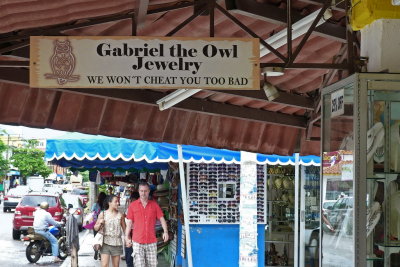 Gabriel the Owl
Jewelry
WE WON'T CHEAT YOU TOO BAD